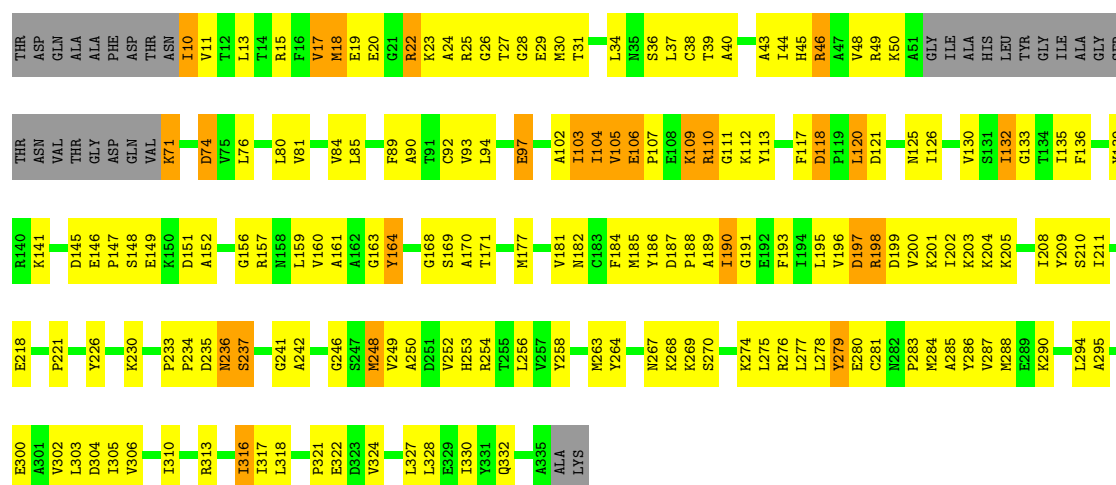 THR ASP GLN ALA ALA PHE ASP THR ASN I10 V11 T12 L13 T14 R15 F16 V17 M18 E19 E20 G21 R22 K23 A24 R25 G26 T27 G28 E29 M30 T31 L34 N35 S36 L37 C38 T39 A40 A43 I44 H45 R46 A47 V48 R49 K50 A51 GLY ILE ALA HIS LEU TYR GLY ILE ALA GLY
THR ASN VAL THR GLY ASP GLN VAL K71 D74 V75 L76 L80 V81 V84 L85 F89 A90 T91 C92 V93 L94 E97 A102 I103 I104 V105 E106 P107 E108 K109 R110 G111 K112 Y113 F117 D118 P119 L120 D121 N125 I126 V130 S131 I132 G133 T134 I135 F136
R140 K141 D145 E146 P147 S148 E149 K150 D151 A152 G156 R157 N158 L159 V160 A161 A162 G163 Y164 G168 S169 A170 T171 M177 V181 N182 C183 F184 M185 Y186 D187 P188 A189 I190 G191 E192 F193 I194 L195 V196 D197 R198 D199 V200 K201 I202 K203 K204 K205 I208 Y209 S210 I211
E218 P221 Y226 K230 P233 P234 D235 N236 S237 G241 A242 G246 S247 M248 V249 A250 D251 V252 H253 R254 T255 L256 V257 Y258 M263 Y264 N267 K268 K269 S270 K274 L275 R276 L277 L278 Y279 E280 C281 N282 P283 M284 A285 Y286 V287 M288 E289 K290 L294 A295
E300 A301 V302 L303 D304 I305 V306 I310 R313 I316 I317 L318 P321 E322 D323 V324 L327 L328 E329 I330 Y331 Q332 A335 ALA LYS